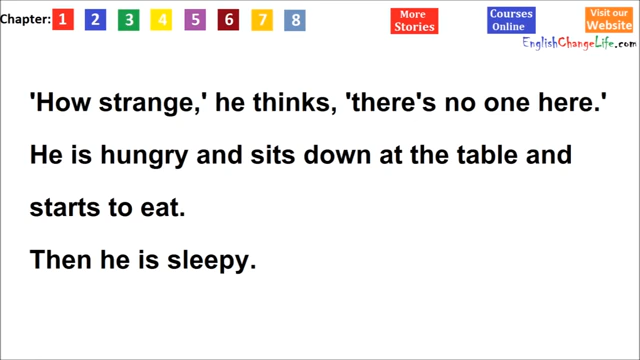 Chapter: 1 2 3 4 5 6 7 8
More
Stories
Courses
Online
Visit our
Website
EnglishChangeLife.com
'How strange,' he thinks, 'there's no one here.'
He is hungry and sits down at the table and
starts to eat.
Then he is sleepy.